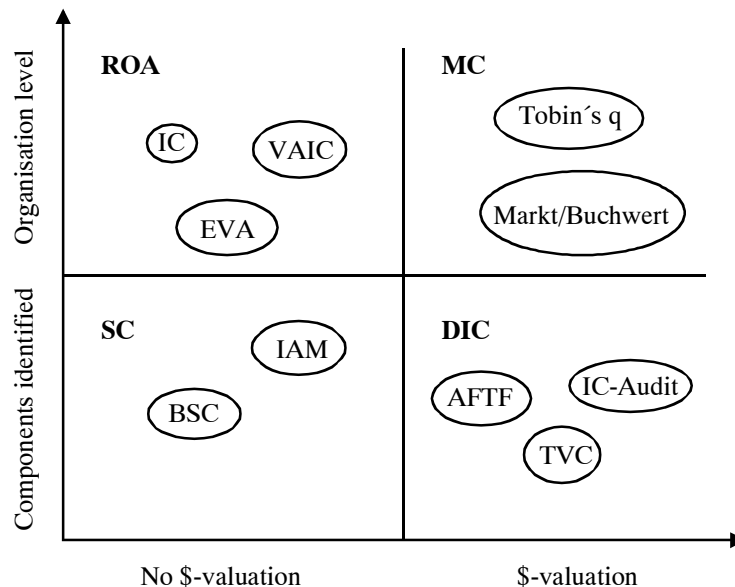 Organisation level
ROA
IC
VAIC
EVA
MC
Tobin´s q
Markt/Buchwert
Components identified
SC
IAM
BSC
DIC
AFTF
IC-Audit
TVC
No $-valuation
$-valuation